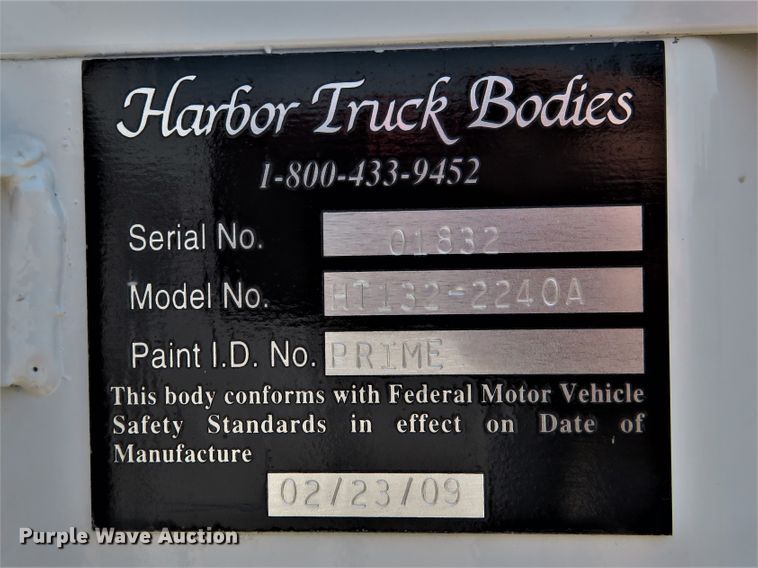 Harbor Truck Bodies
1-800-433-9452
Serial No. 01832
Model No. HT132-2240A
Paint I.D. No. PRIME
This body conforms with Federal Motor Vehicle
Safety Standards in effect on Date of
Manufacture
02/23/09
Purple Wave Auction